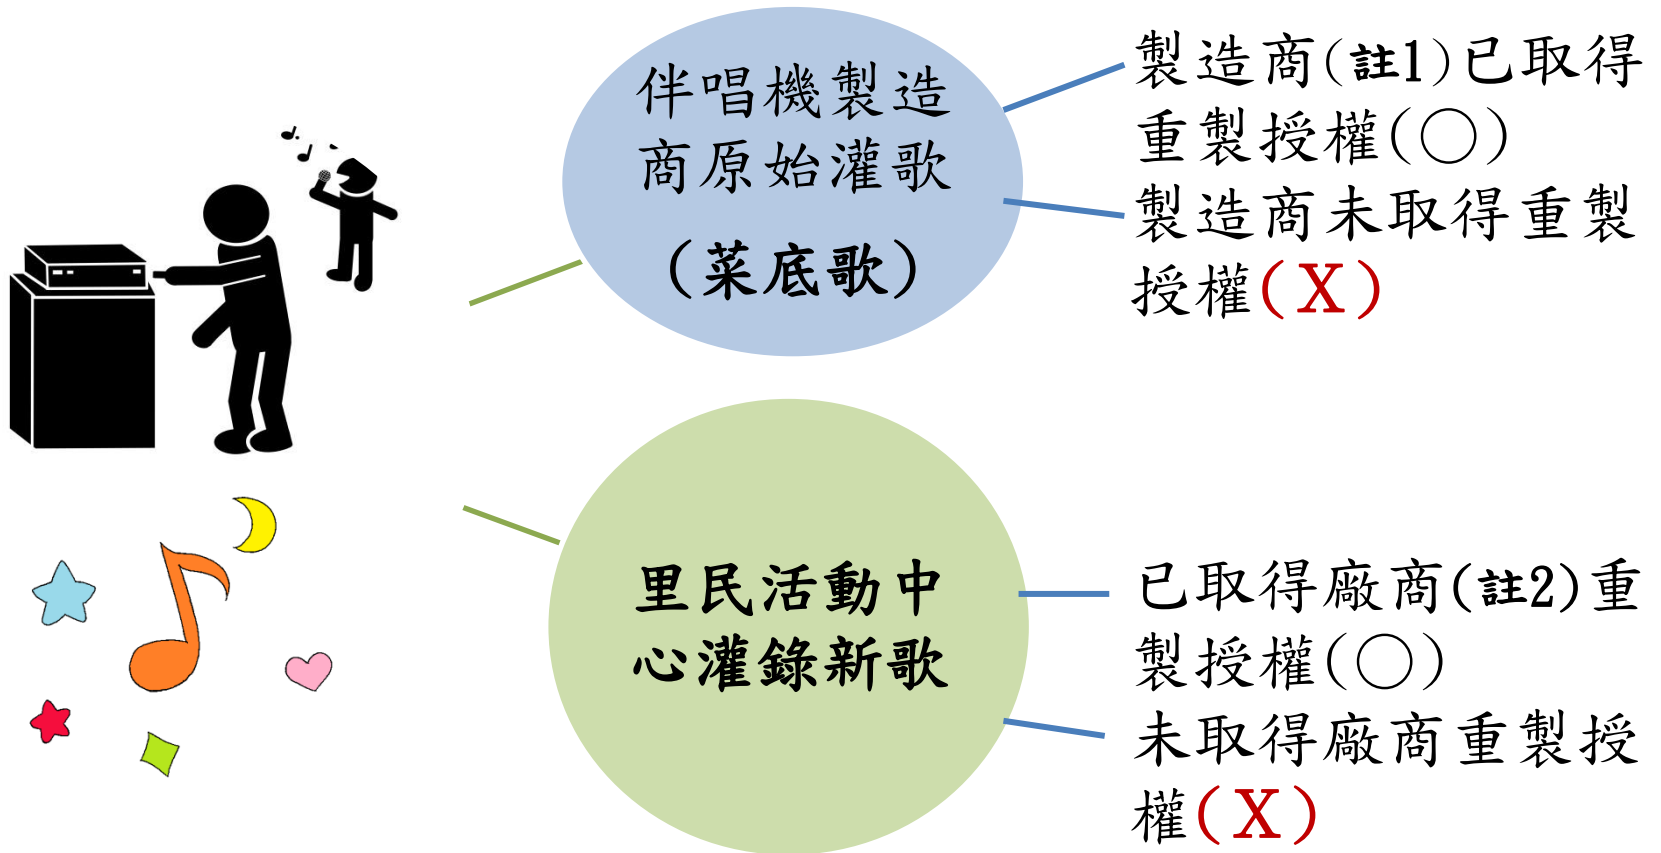 伴唱機製造
商原始灌歌
(菜底歌)
製造商(註1)已取得
重製授權(○)
製造商未取得重製
授權(X)
里民活動中
心灌錄新歌
已取得廠商(註2)重
製授權(○)
未取得廠商重製授
權(X)